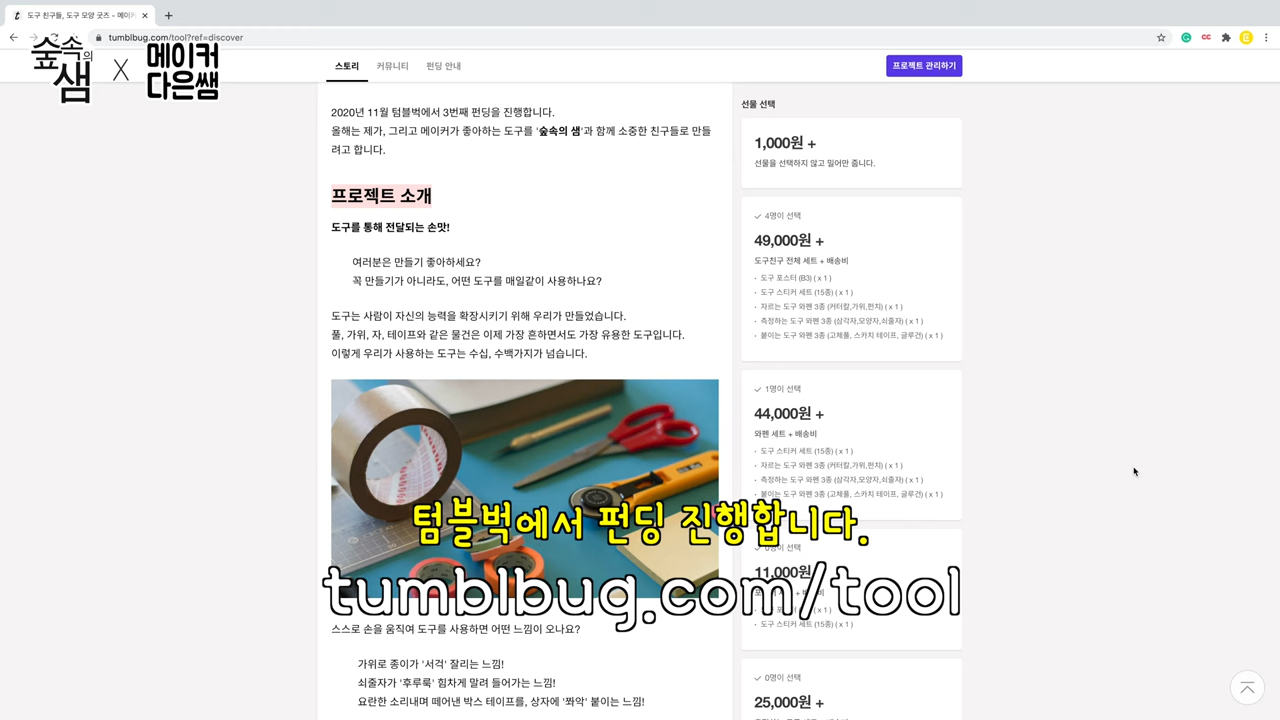 도구 친구들, 도구 모양 굿즈 - 메이커
tumblbug.com/tool?ref=discover
숲속의
샘
X
메이커
다은쌤
스토리
커뮤니티
펀딩 안내
프로젝트 관리하기
2020년 11월 텀블벅에서 3번째 펀딩을 진행합니다.
올해는 제가, 그리고 메이커가 좋아하는 도구를 '숲속의 샘'과 함께 소중한 친구들로 만들
려고 합니다.
프로젝트 소개
도구를 통해 전달되는 손맛!
여러분은 만들기 좋아하세요?
꼭 만들기가 아니라도, 어떤 도구를 매일같이 사용하나요?
도구는 사람이 자신의 능력을 확장시키기 위해 우리가 만들었습니다.
풀, 가위, 자, 테이프와 같은 물건은 이제 가장 흔하면서도 가장 유용한 도구입니다.
이렇게 우리가 사용하는 도구는 수십, 수백가지가 넘습니다.
텀블벅에서 펀딩 진행합니다.
tumblbug.com/tool
스스로 손을 움직여 도구를 사용하면 어떤 느낌이 오나요?
가위로 종이가 '서걱' 잘리는 느낌!
쇠줄자가 '후루룩' 힘차게 말려 들어가는 느낌!
요란한 소리내며 떼어낸 박스 테이프를, 상자에 '쫘악' 붙이는 느낌!
선물 선택
1,000원 +
선물을 선택하지 않고 밀어만 줍니다.
4명이 선택
49,000원 +
도구친구 전체 세트 + 배송비
도구 포스터 (B3) ( x 1 )
도구 스티커 세트 (15종) ( x 1 )
자르는 도구 와펜 3종 (커터칼,가위,펀치) ( x 1 )
측정하는 도구 와펜 3종 (삼각자,모양자,쇠줄자) ( x 1 )
붙이는 도구 와펜 3종 (고체풀, 스카치 테이프, 글루건) ( x 1 )
1명이 선택
44,000원 +
와펜 세트 + 배송비
도구 스티커 세트 (15종) ( x 1 )
자르는 도구 와펜 3종 (커터칼,가위,펀치) ( x 1 )
측정하는 도구 와펜 3종 (삼각자,모양자,쇠줄자) ( x 1 )
붙이는 도구 와펜 3종 (고체풀, 스카치 테이프, 글루건) ( x 1 )
0명이 선택
11,000원
도구 스티커 세트 (15종) ( x 1 )
0명이 선택
25,000원 +